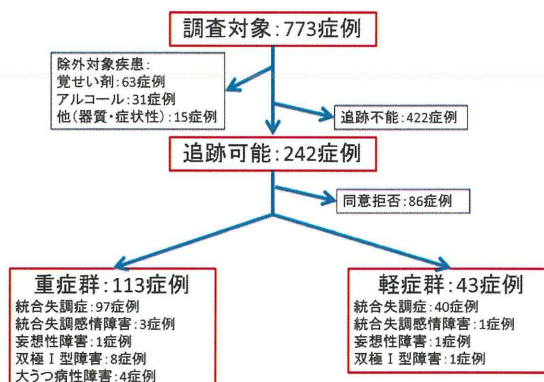 調査対象:773症例
除外対象疾患:
覚せい剤:63症例
アルコール:31症例
他(器質・症状性):15症例
追跡不能:422症例
追跡可能:242症例
同意拒否:86症例
重症群:113症例
統合失調症:97症例
統合失調感情障害:3症例
妄想性障害:1症例
双極Ⅰ型障害:8症例
大うつ病性障害:4症例
軽症群:43症例
統合失調症:40症例
統合失調感情障害:1症例
妄想性障害:1症例
双極Ⅰ型障害:1症例